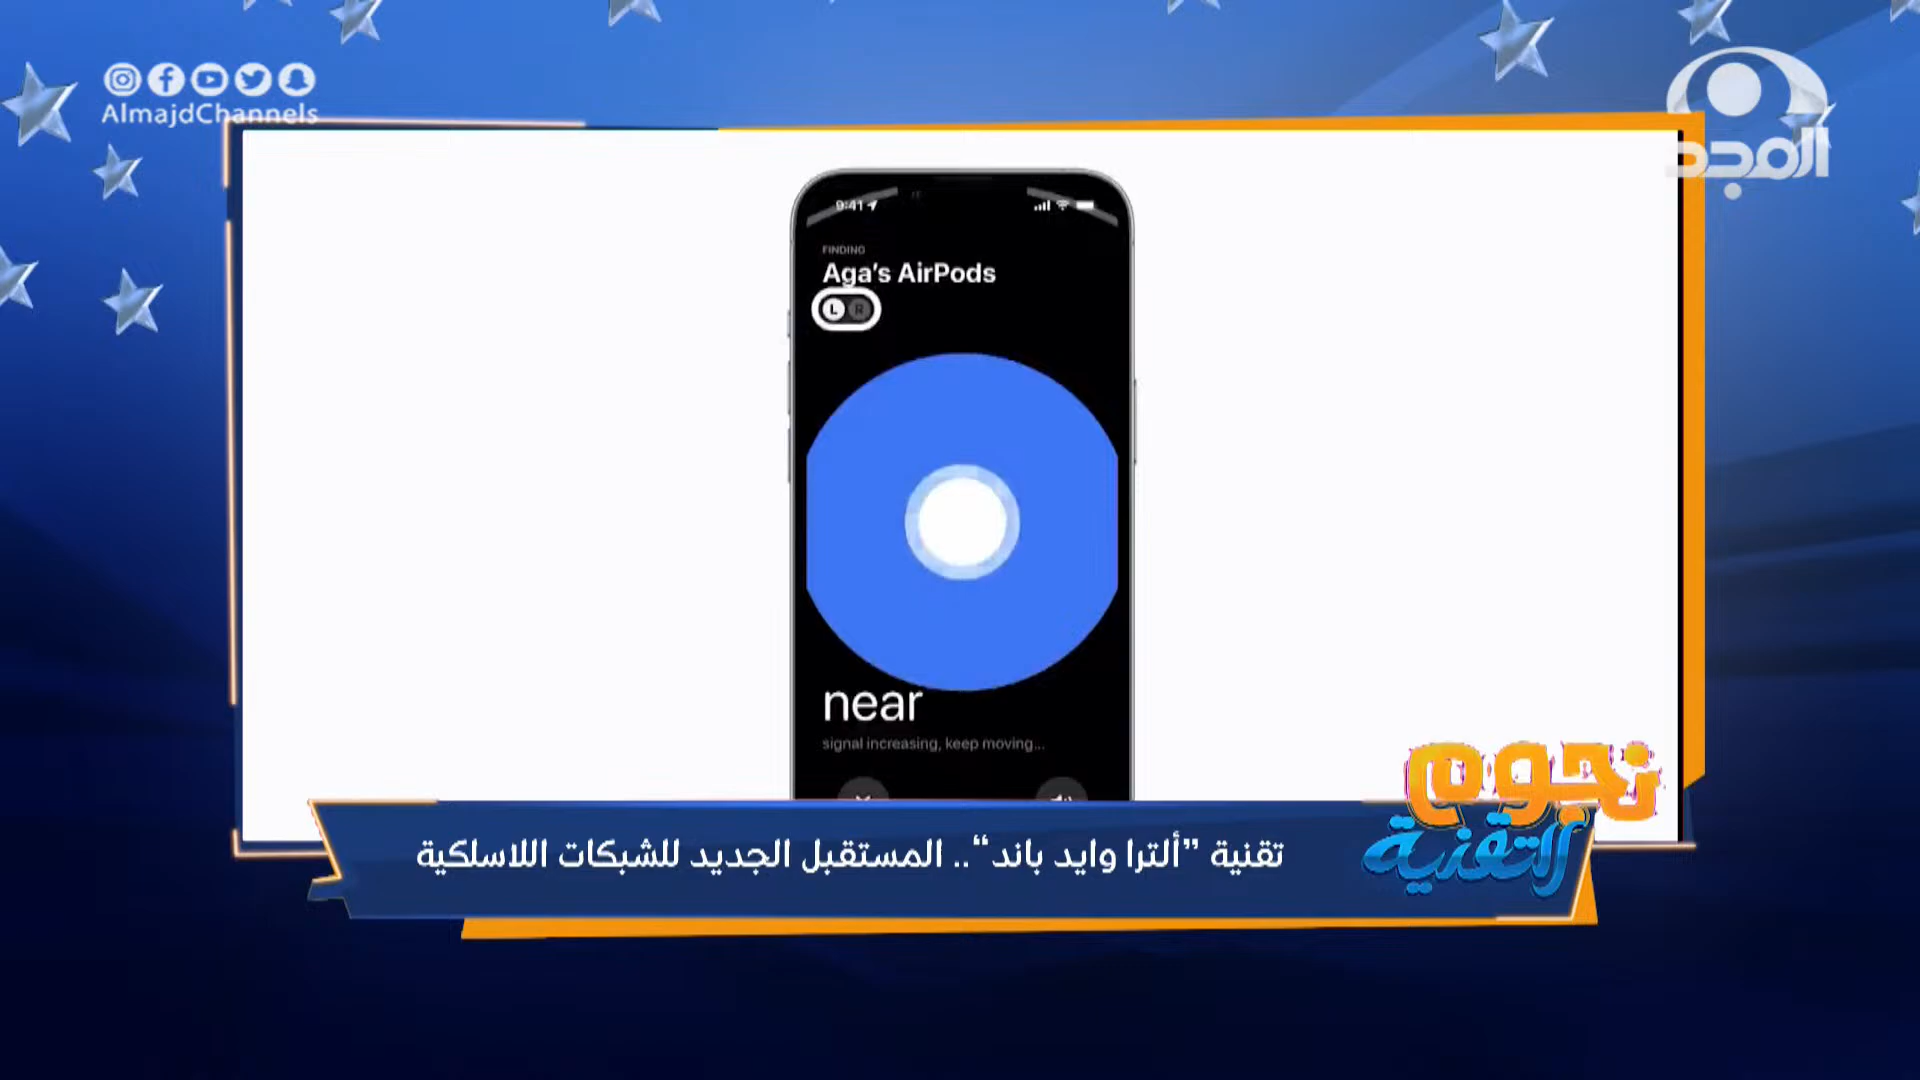 AlmajdChannels
المجد
9:41
FINDING
Aga's AirPods
L R
near
signal increasing, keep moving...
نجوم
التقنية
تقنية ”ألترا وايد باند“.. المستقبل الجديد للشبكات اللاسلكية